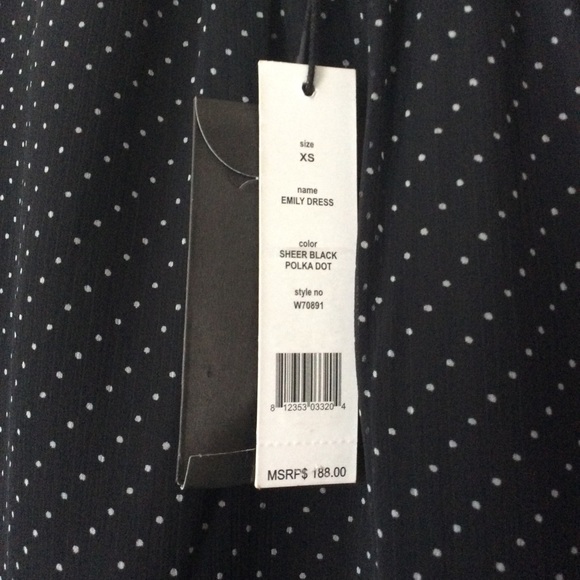 size
XS
name
EMILY DRESS
color
SHEER BLACK
POLKA DOT
style no
W70891
8 12353 03320 4
MSRP$ 188.00